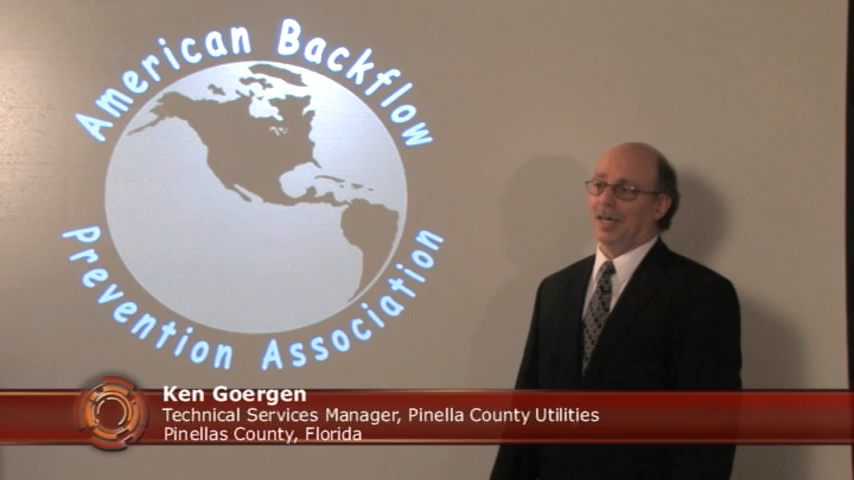 American Backflow
Prevention Association
Ken Goergen
Technical Services Manager, Pinella County Utilities
Pinellas County, Florida